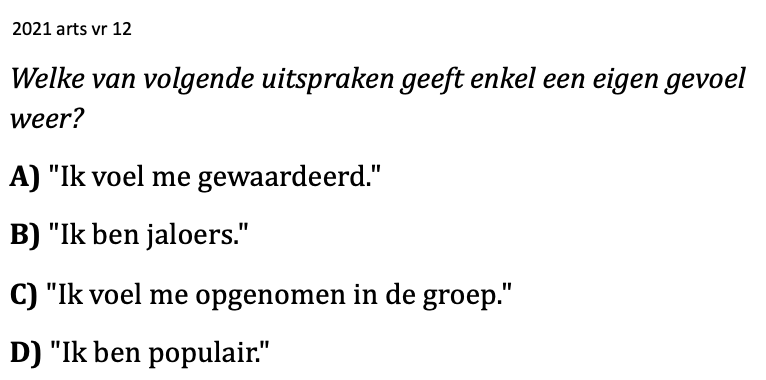 2021 arts vr 12
Welke van volgende uitspraken geeft enkel een eigen gevoel
weer?
A) "Ik voel me gewaardeerd."
B) "Ik ben jaloers."
C) "Ik voel me opgenomen in de groep."
D) "Ik ben populair."